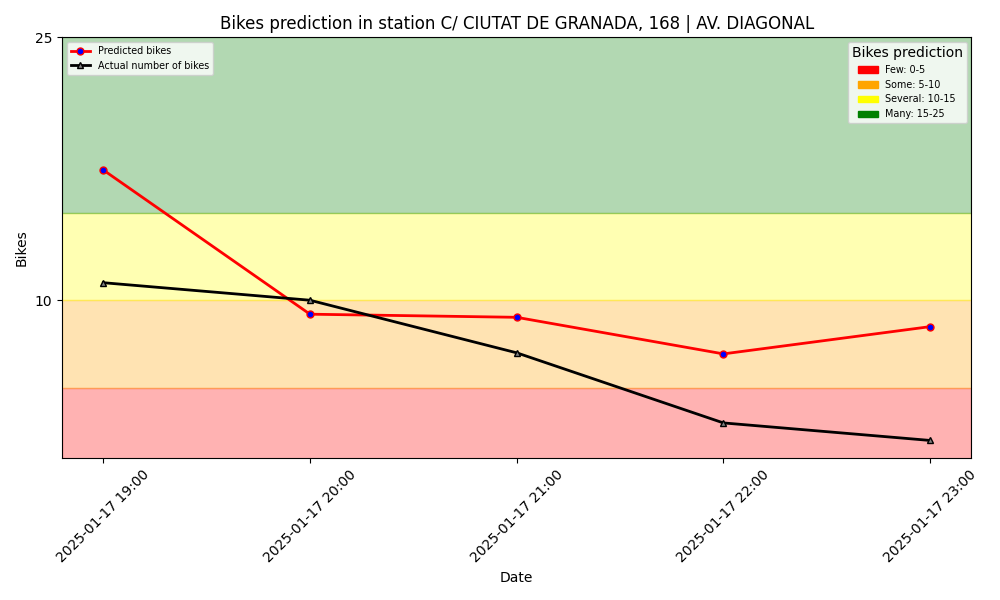 Bikes prediction in station C/ CIUTAT DE GRANADA, 168 | AV. DIAGONAL
25
10
Bikes
Predicted bikes
Actual number of bikes
Bikes prediction
Few: 0-5
Some: 5-10
Several: 10-15
Many: 15-25
2025-01-17 19:00
2025-01-17 20:00
2025-01-17 21:00
2025-01-17 22:00
2025-01-17 23:00
Date